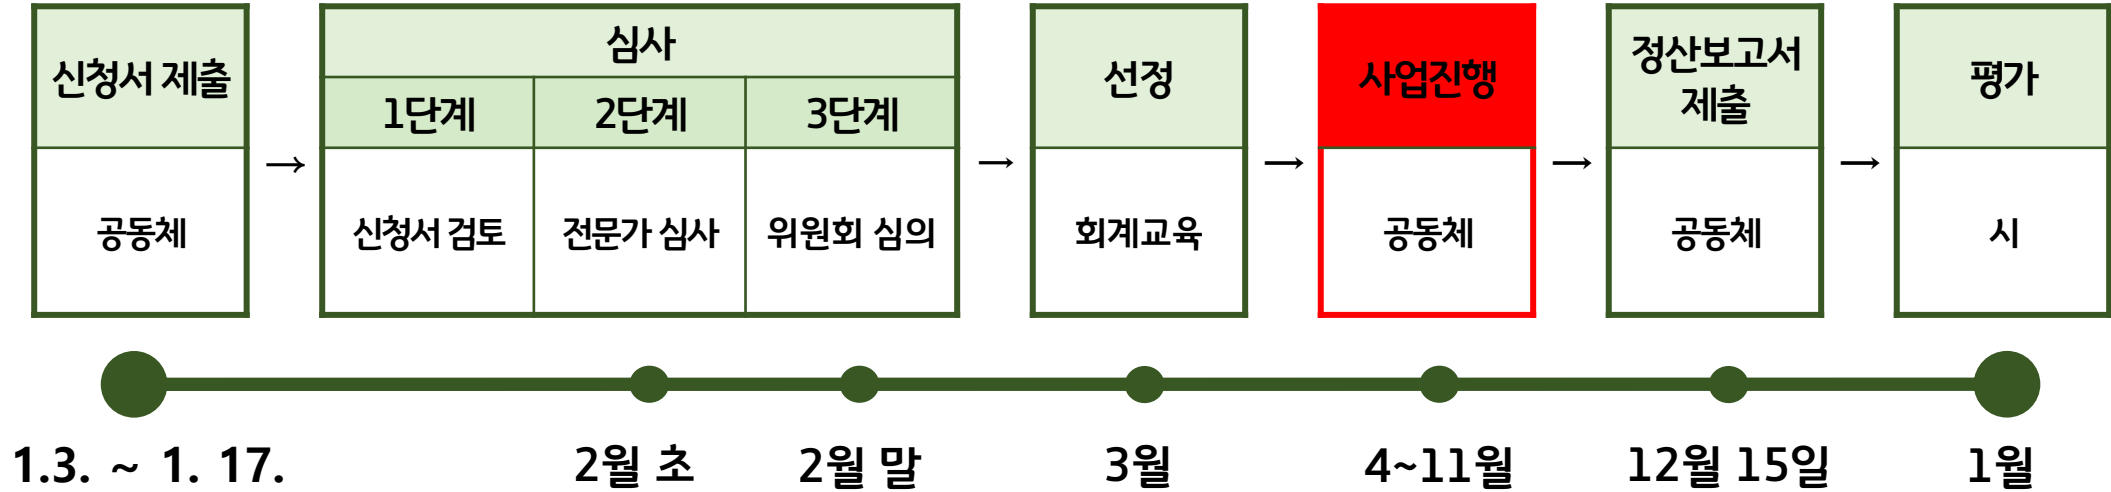 신청서 제출
공동체
→
심사
1단계 2단계 3단계
신청서 검토 전문가 심사 위원회 심의
→
선정
회계교육
→
사업진행
공동체
→
정산보고서
제출
공동체
→
평가
시
1.3. ~ 1. 17. 2월 초 2월 말 3월 4~11월 12월 15일 1월